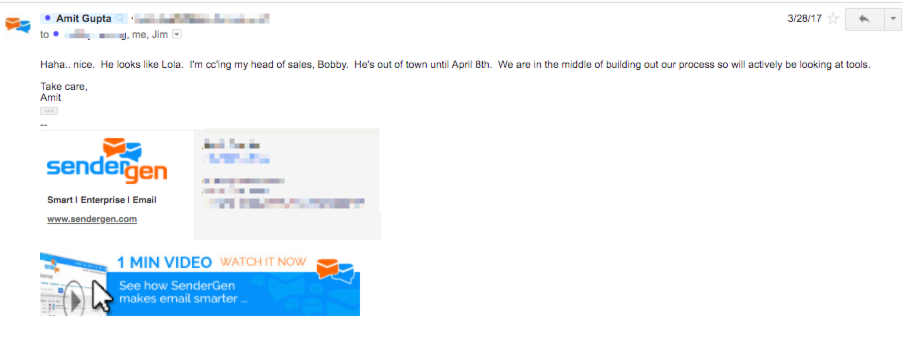 Amit Gupta
3/28/17
to , me, Jim
Haha.. nice. He looks like Lola. I'm cc'ing my head of sales, Bobby. He's out of town until April 8th. We are in the middle of building out our process so will actively be looking at tools.
Take care,
Amit
--
sendergen
Smart | Enterprise | Email
www.sendergen.com
1 MIN VIDEO WATCH IT NOW
See how SenderGen
makes email smarter ...